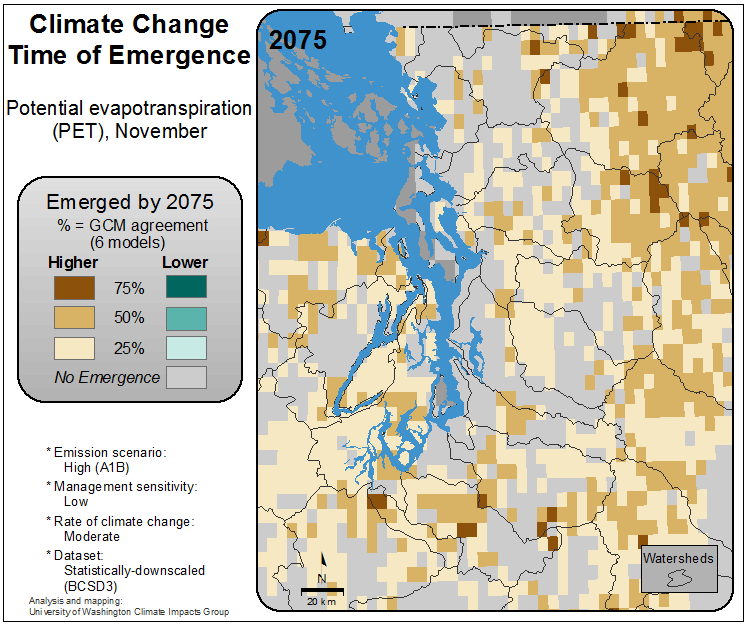 Climate Change
Time of Emergence
Potential evapotranspiration
(PET), November
Emerged by 2075
% = GCM agreement
(6 models)
Higher Lower
75%
50%
25%
No Emergence
* Emission scenario:
High (A1B)
* Management sensitivity:
Low
* Rate of climate change:
Moderate
* Dataset:
Statistically-downscaled
(BCSD3)
Analysis and mapping:
University of Washington Climate Impacts Group
2075
N
20 km
Watersheds